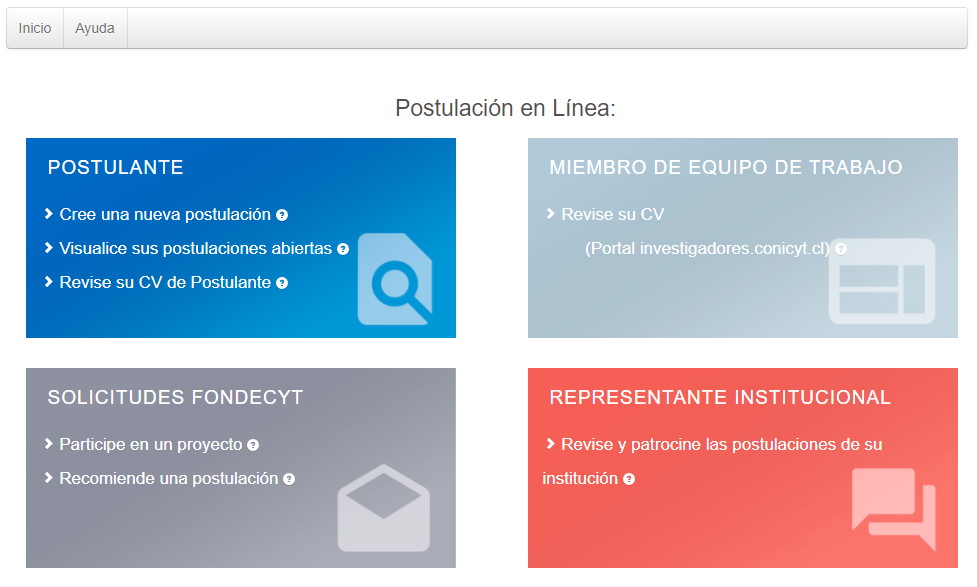 Inicio
Ayuda
Postulación en Línea:
POSTULANTE
Cree una nueva postulación ?
Visualice sus postulaciones abiertas ?
Revise su CV de Postulante ?
MIEMBRO DE EQUIPO DE TRABAJO
Revise su CV
(Portal investigadores.conicyt.cl) ?
SOLICITUDES FONDECYT
Participe en un proyecto ?
Recomiende una postulación ?
REPRESENTANTE INSTITUCIONAL
Revise y patrocine las postulaciones de su
institución ?